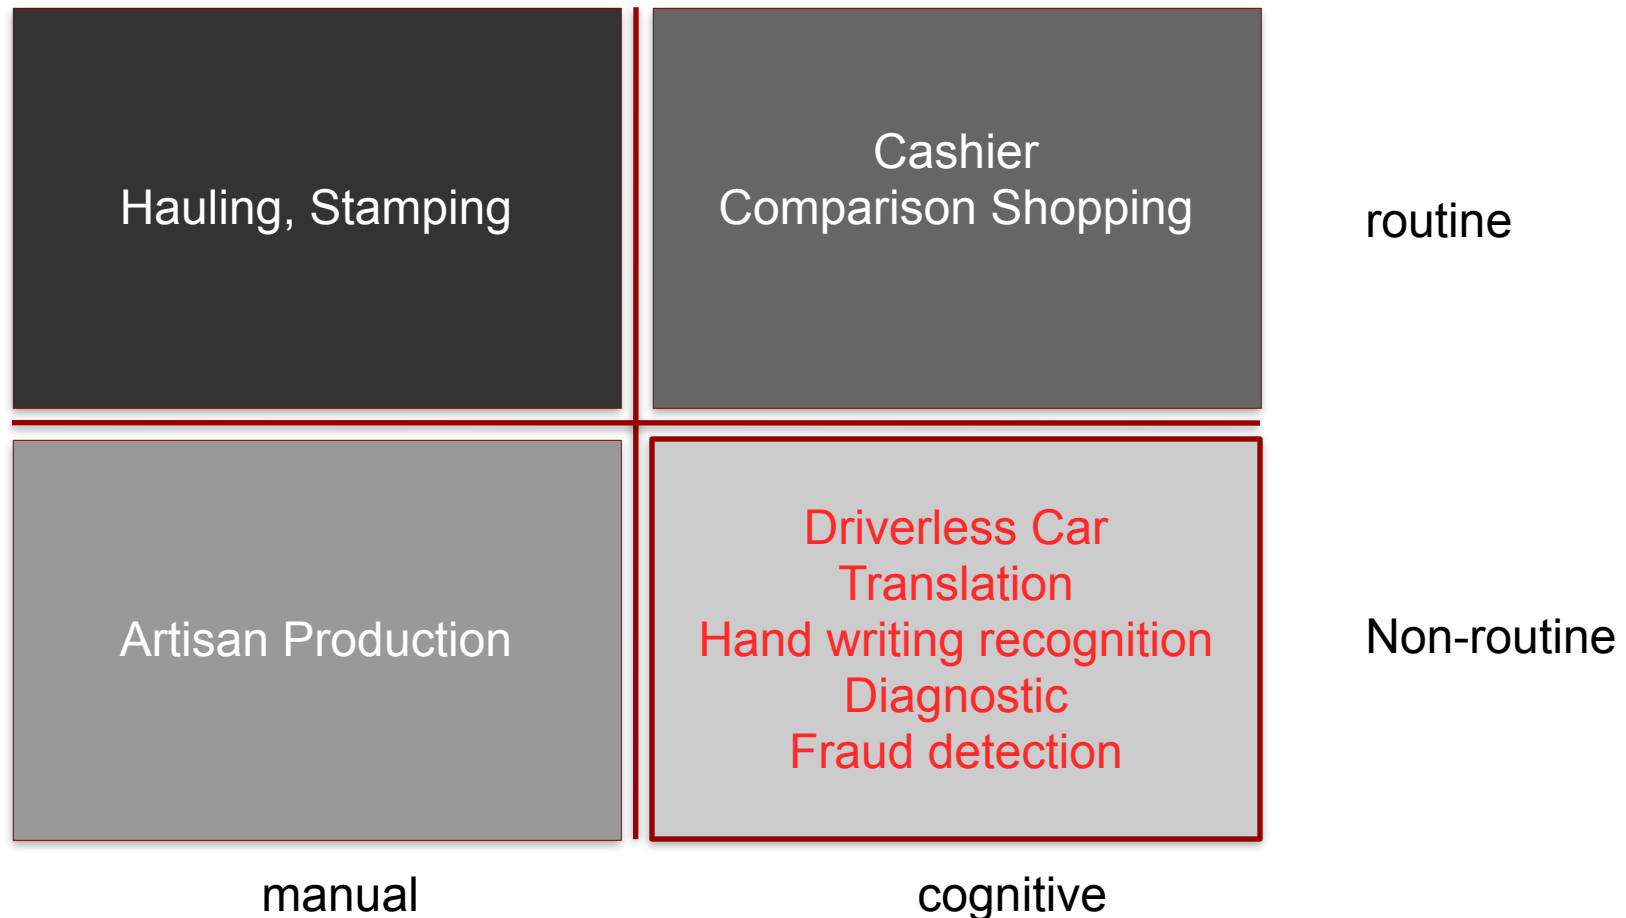 Hauling, Stamping
Cashier
Comparison Shopping
routine
Artisan Production
Driverless Car
Translation
Hand writing recognition
Diagnostic
Fraud detection
Non-routine
manual
cognitive